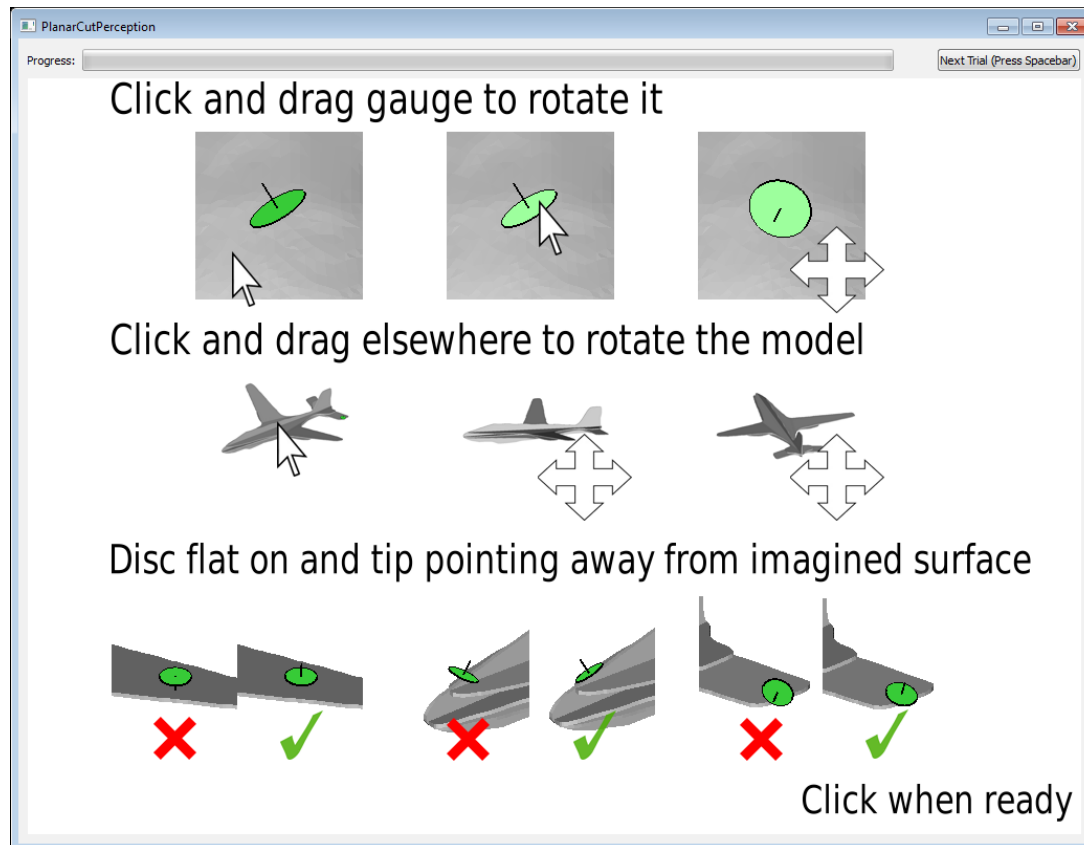 PlanarCutPerception
Progress:
Next Trial (Press Spacebar)
Click and drag gauge to rotate it
Click and drag elsewhere to rotate the model
Disc flat on and tip pointing away from imagined surface
Click when ready